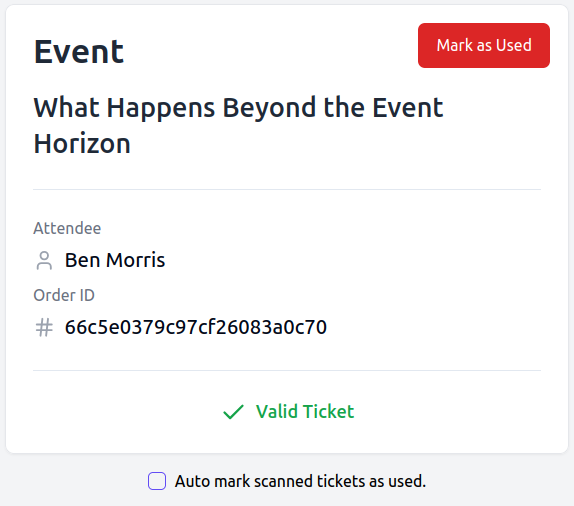 Event
Mark as Used
What Happens Beyond the Event
Horizon
Attendee
Ben Morris
Order ID
# 66c5e0379c97cf26083a0c70
Valid Ticket
Auto mark scanned tickets as used.